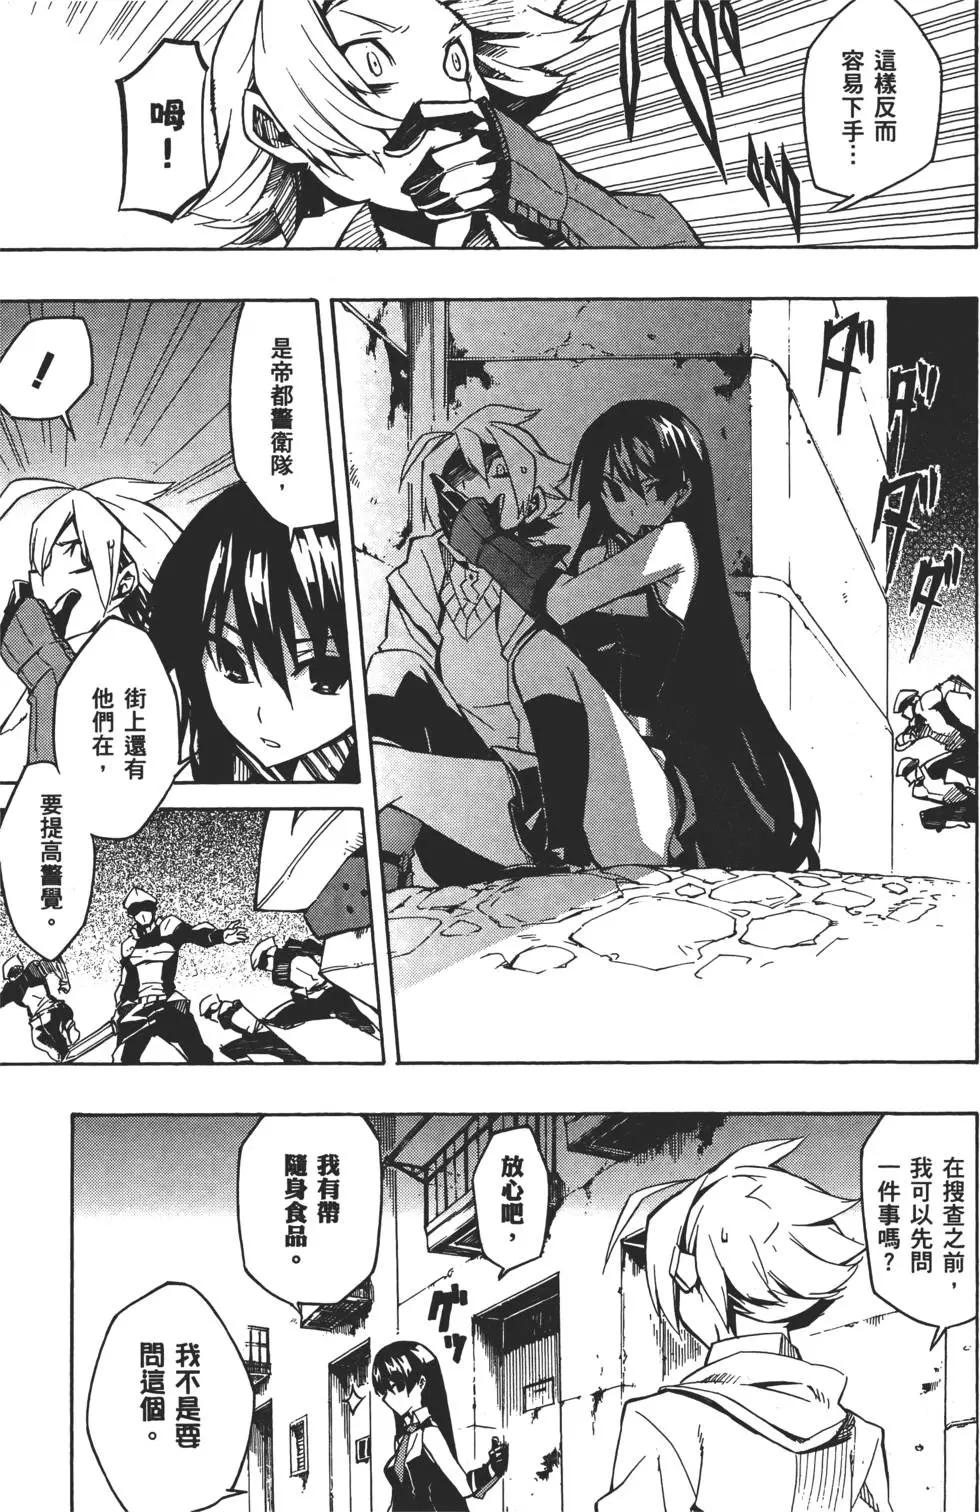 這樣反而
容易下手…
呣！
ダダダダ
是帝都警衛隊，
！
街上還有
他們在，
要提高警覺。
在搜查之前，
我可以先問
一件事嗎？
放心吧，
我有帶
隨身食品。
我不是要
問這個。